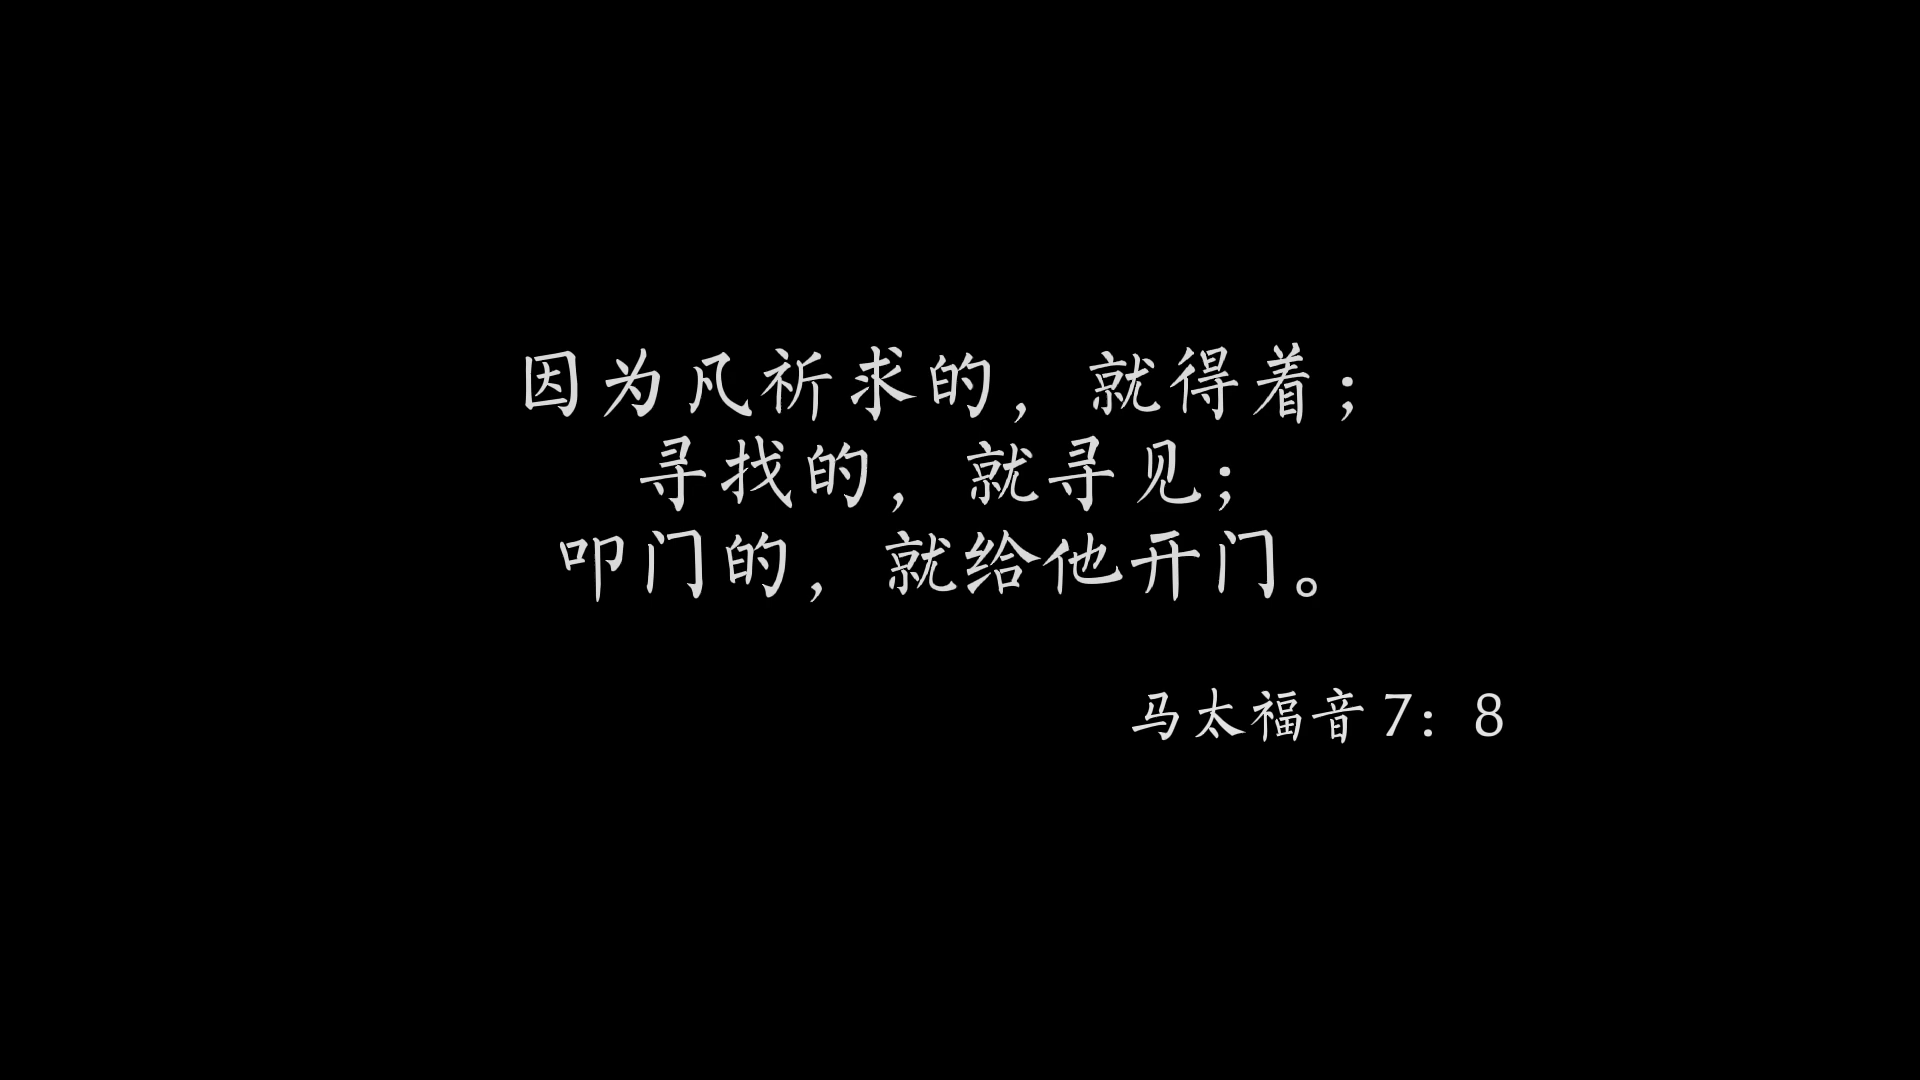 因为凡祈求的，就得着；
寻找的，就寻见；
叩门的，就给他开门。
马太福音 7：8